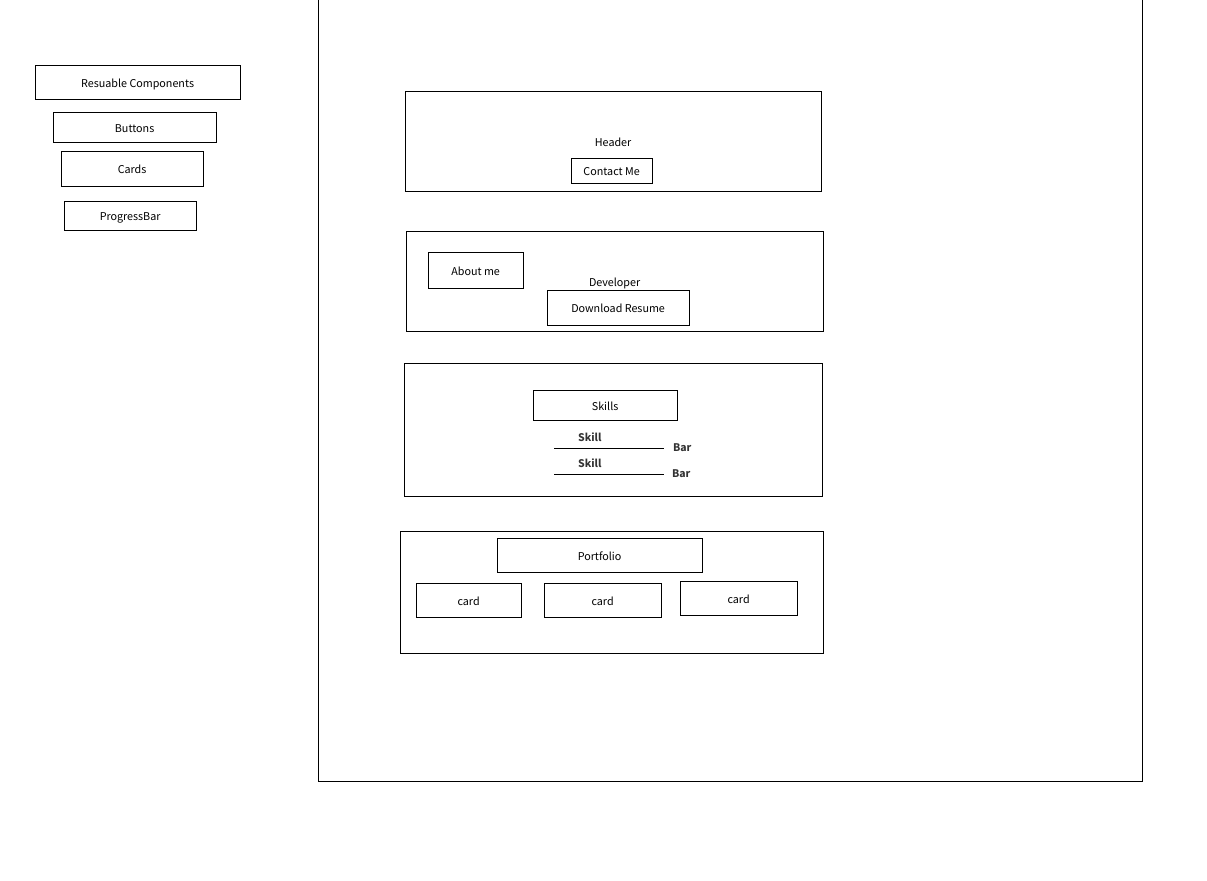 Resuable Components
Buttons
Cards
ProgressBar
Header
Contact Me
About me
Developer
Download Resume
Skills
Skill
Bar
Skill
Bar
Portfolio
card
card
card